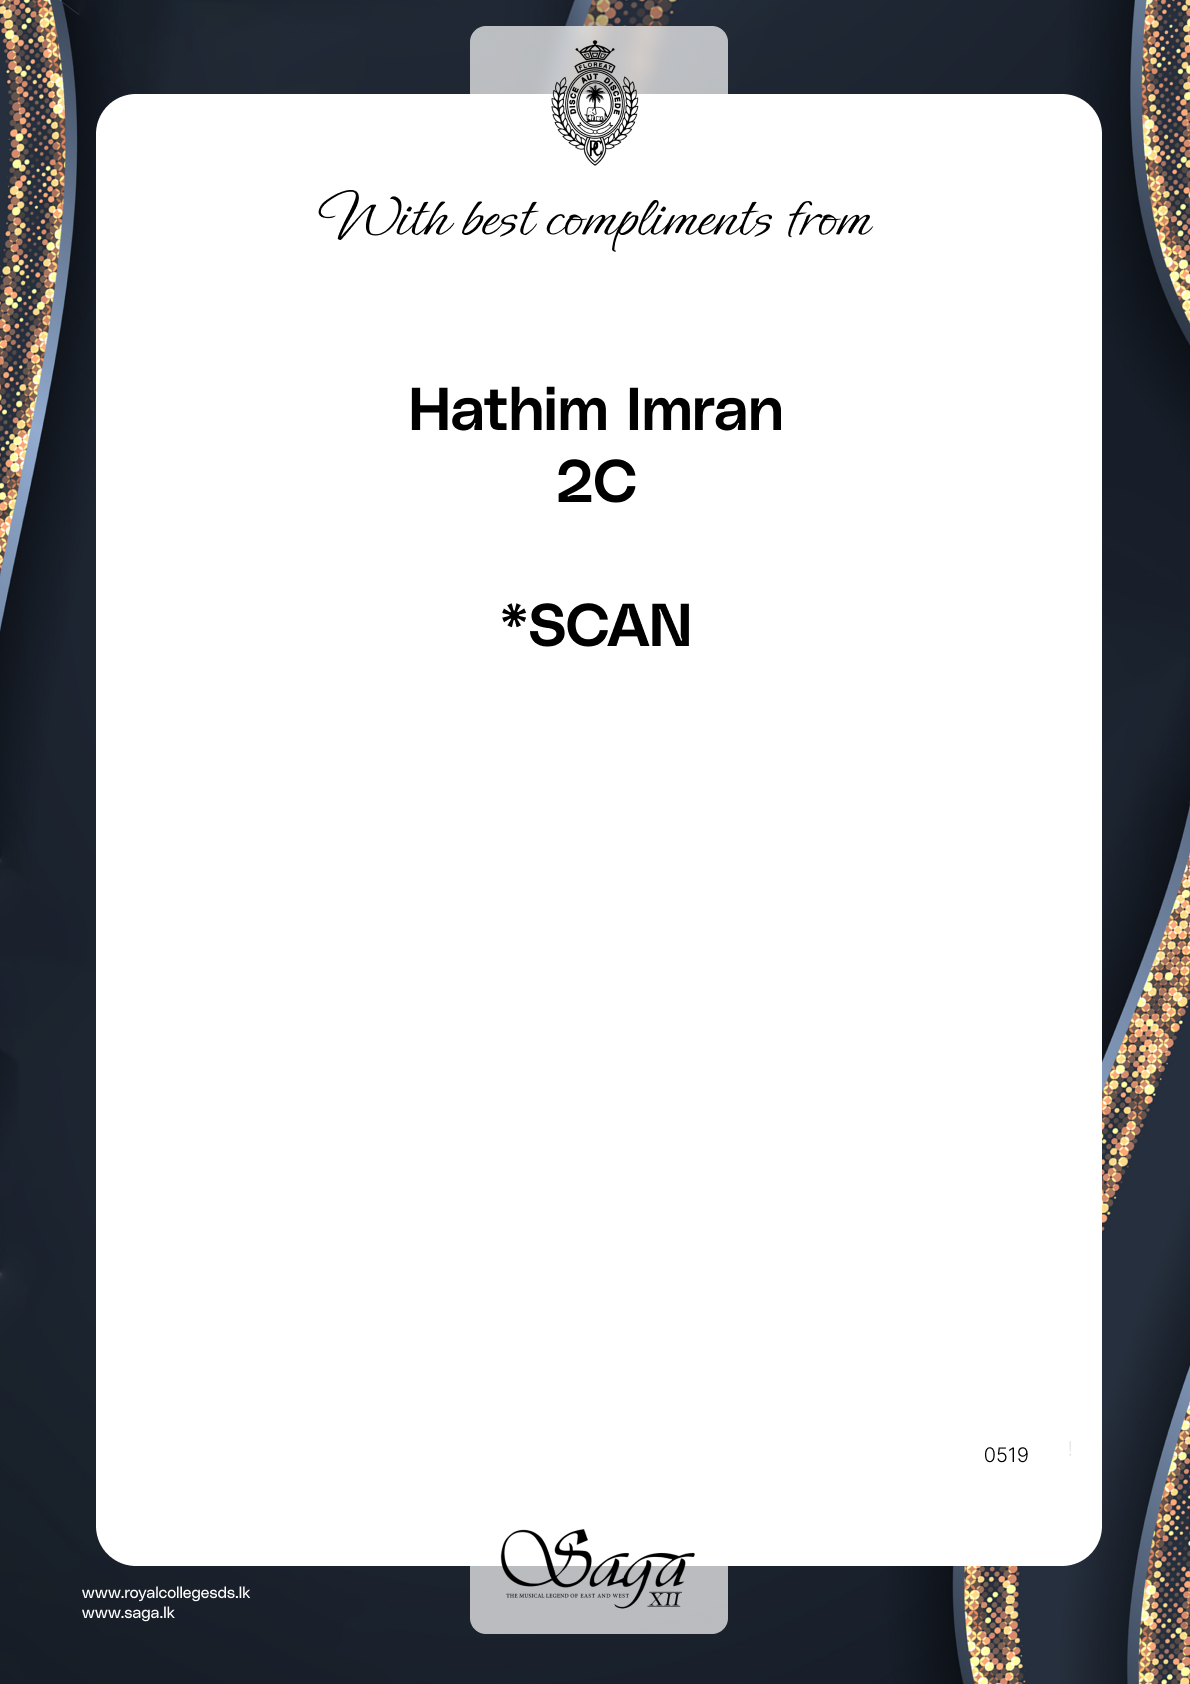 FLOREAT
DISCE AUT DISCEDE
RC
With best compliments from
Hathim Imran
2C
*SCAN
0519
Saga
THE MUSICAL LEGEND OF EAST AND WEST
XII
www.royalcollegesds.lk
www.saga.lk